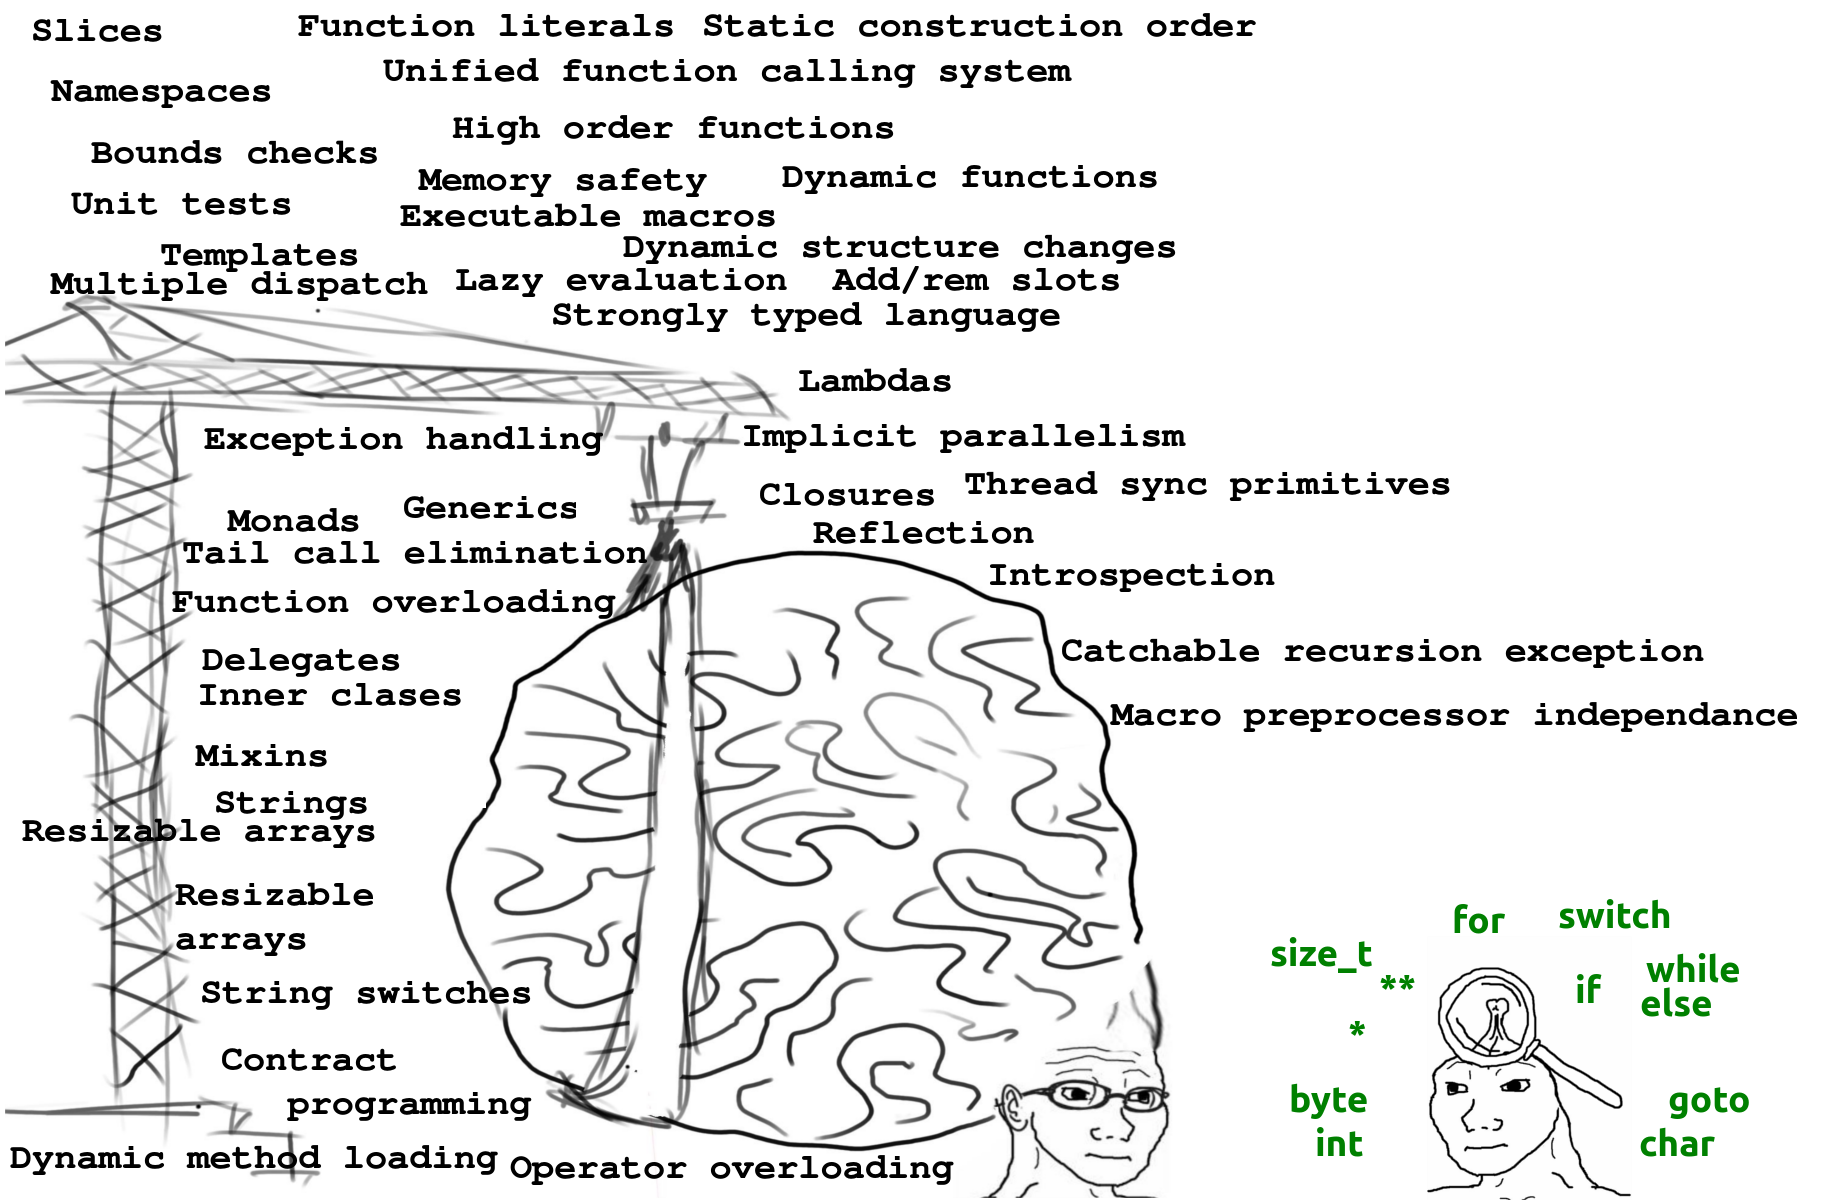 Slices
Function literals
Static construction order
Unified function calling system
Namespaces
High order functions
Bounds checks
Memory safety
Dynamic functions
Unit tests
Executable macros
Templates
Dynamic structure changes
Multiple dispatch
Lazy evaluation
Add/rem slots
Strongly typed language
Lambdas
Exception handling
Implicit parallelism
Thread sync primitives
Closures
Generics
Monads
Reflection
Tail call elimination
Introspection
Function overloading
Catchable recursion exception
Delegates
Inner clases
Macro preprocessor independance
Mixins
Strings
Resizable arrays
Resizable
arrays
String switches
Contract
programming
Dynamic method loading
Operator overloading
for
switch
size_t
**
if
while
else
*
byte
goto
int
char